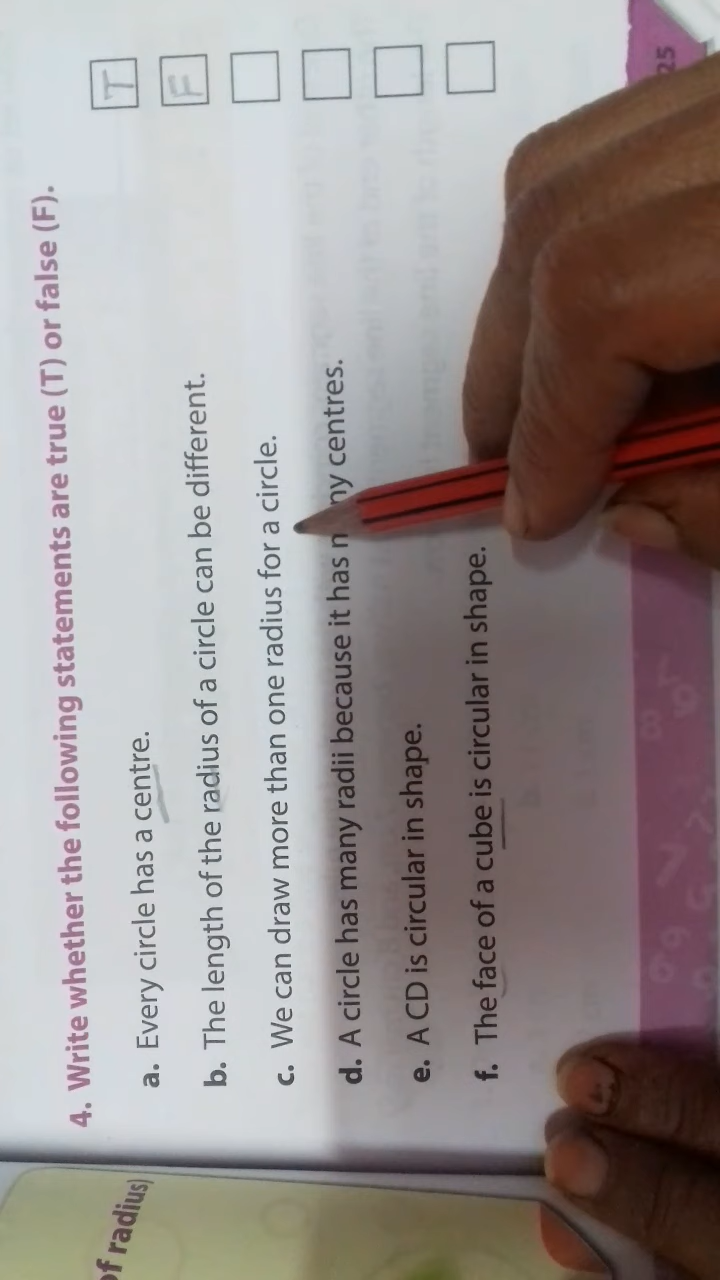 4. Write whether the following statements are true (T) or false (F).
a. Every circle has a centre. T
b. The length of the radius of a circle can be different. F
c. We can draw more than one radius for a circle.
d. A circle has many radii because it has ny centres.
e. A CD is circular in shape.
f. The face of a cube is circular in shape.
25
of radius)